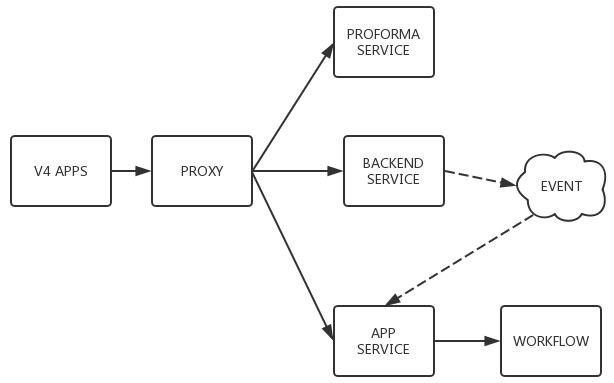 PROFORMA
SERVICE
V4 APPS
PROXY
BACKEND
SERVICE
EVENT
APP
SERVICE
WORKFLOW